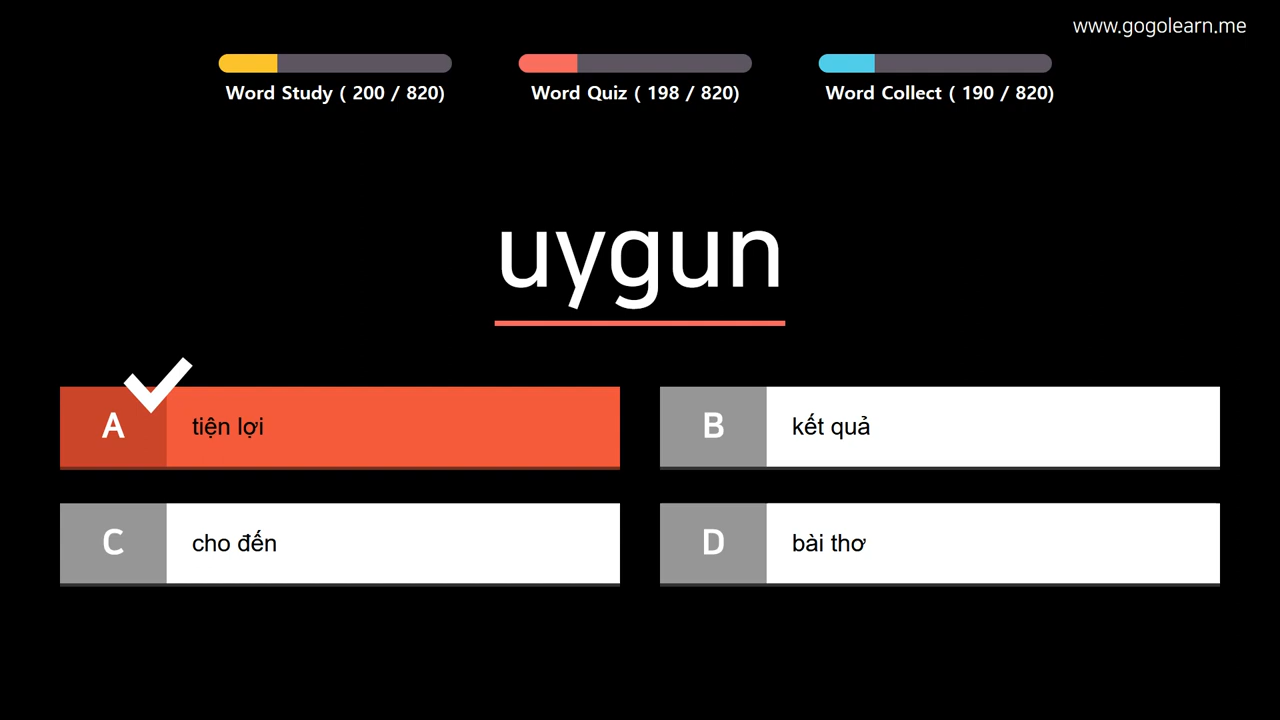 www.gogolearn.me
Word Study ( 200 / 820)
Word Quiz ( 198 / 820)
Word Collect ( 190 / 820)
uygun
A tiện lợi
B kết quả
C cho đến
D bài thơ